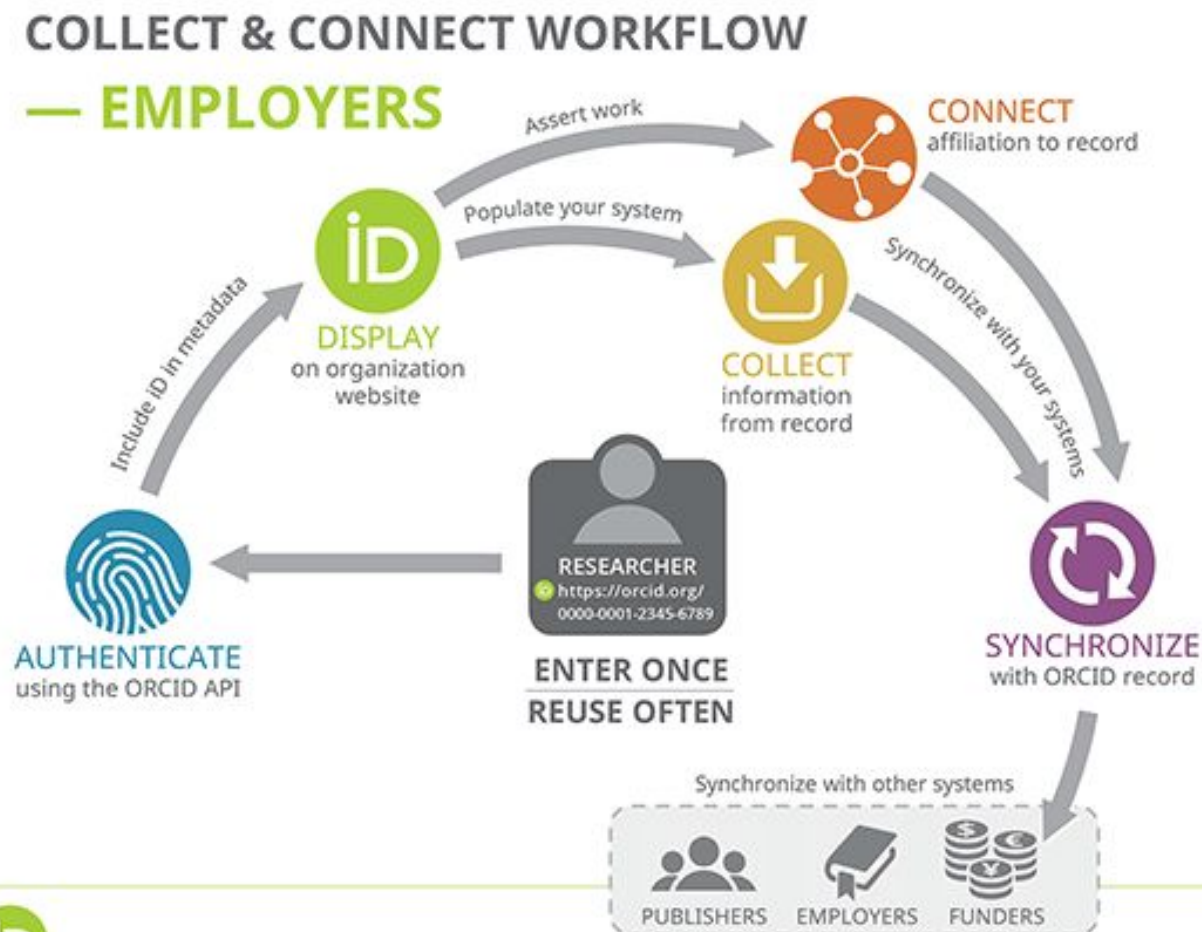 COLLECT & CONNECT WORKFLOW
— EMPLOYERS
Assert work
CONNECT
affiliation to record
Populate your system
iD
DISPLAY
on organization
website
Include iD in metadata
COLLECT
information
from record
Synchronize with your systems
RESEARCHER
iD https://orcid.org/
0000-0001-2345-6789
ENTER ONCE
REUSE OFTEN
AUTHENTICATE
using the ORCID API
SYNCHRONIZE
with ORCID record
Synchronize with other systems
$ € ¥
PUBLISHERS EMPLOYERS FUNDERS